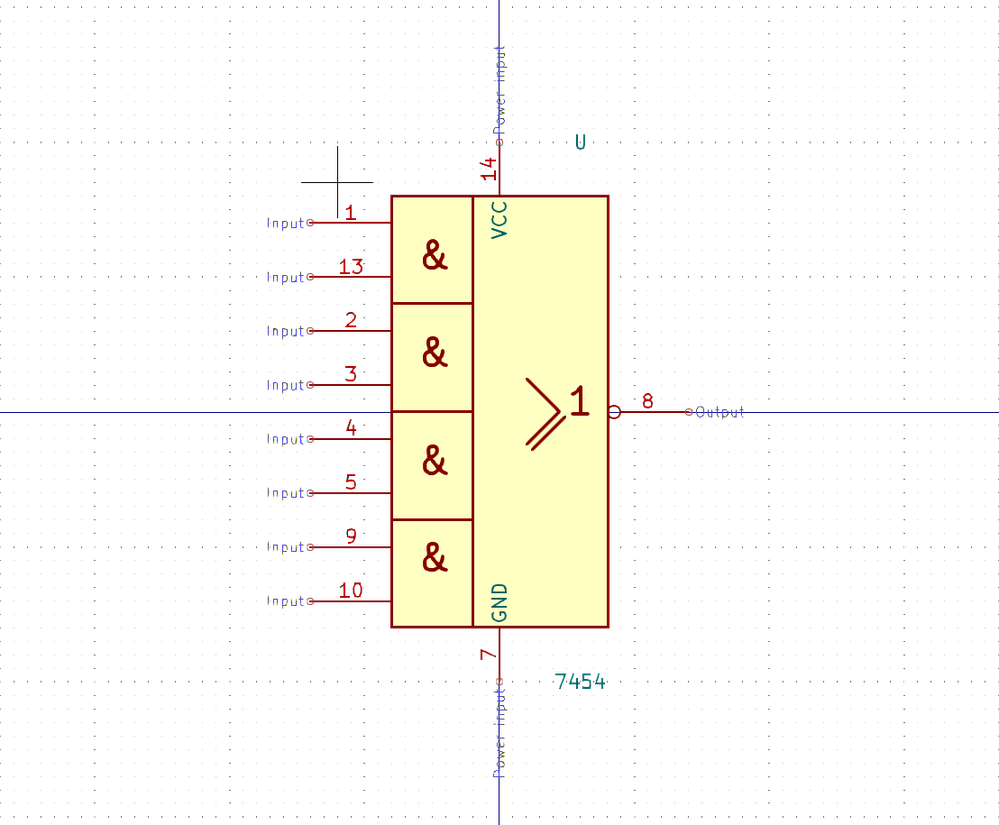 Power input
U
14
VCC
Input 1
&
Input 13
Input 2
&
Input 3
≥1
8 Output
Input 4
&
Input 5
Input 9
&
Input 10
GND
7
7454
Power input